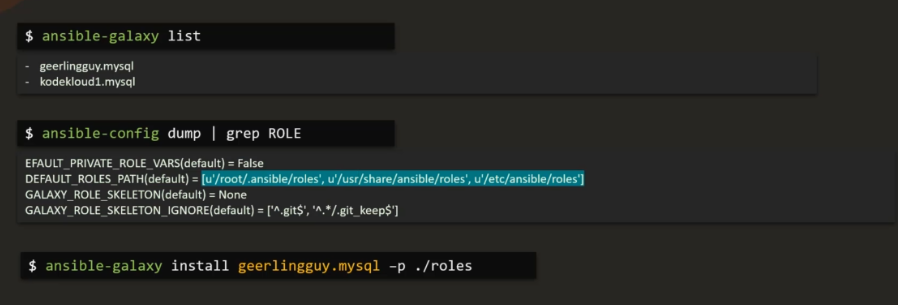 $ ansible-galaxy list
- geerlingguy.mysql
- kodekloud1.mysql
$ ansible-config dump | grep ROLE
EFAULT_PRIVATE_ROLE_VARS(default) = False
DEFAULT_ROLES_PATH(default) = [u'/root/.ansible/roles', u'/usr/share/ansible/roles', u'/etc/ansible/roles']
GALAXY_ROLE_SKELETON(default) = None
GALAXY_ROLE_SKELETON_IGNORE(default) = ['^.git$', '^.*/.git_keep$']
$ ansible-galaxy install geerlingguy.mysql –p ./roles